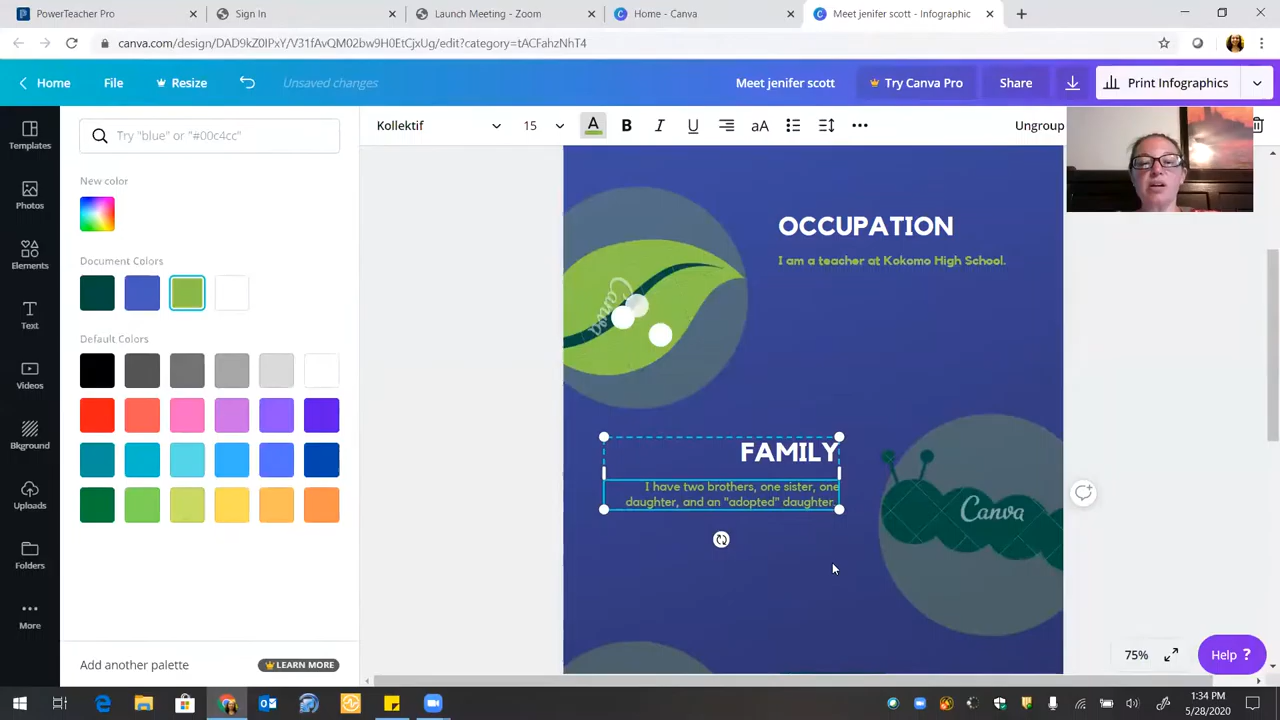 PowerTeacher Pro
Sign In
Launch Meeting - Zoom
Home - Canva
Meet jenifer scott - Infographic
canva.com/design/DAD9kZ0IPxY/V31fAvQM02bw9H0EtCjxUg/edit?category=tACFahzNhT4
Home
File
Resize
Unsaved changes
Meet jenifer scott
Try Canva Pro
Share
Print Infographics
Templates
Photos
Elements
Text
Videos
Bkground
Uploads
Folders
More
Try "blue" or "#00c4cc"
New color
Document Colors
Default Colors
Add another palette
LEARN MORE
Kollektif
15
A
B
I
U
aA
Ungroup
OCCUPATION
I am a teacher at Kokomo High School.
Canva
FAMILY
I have two brothers, one sister, one
daughter, and an "adopted" daughter.
Canva
75%
Help ?
1:34 PM
5/28/2020